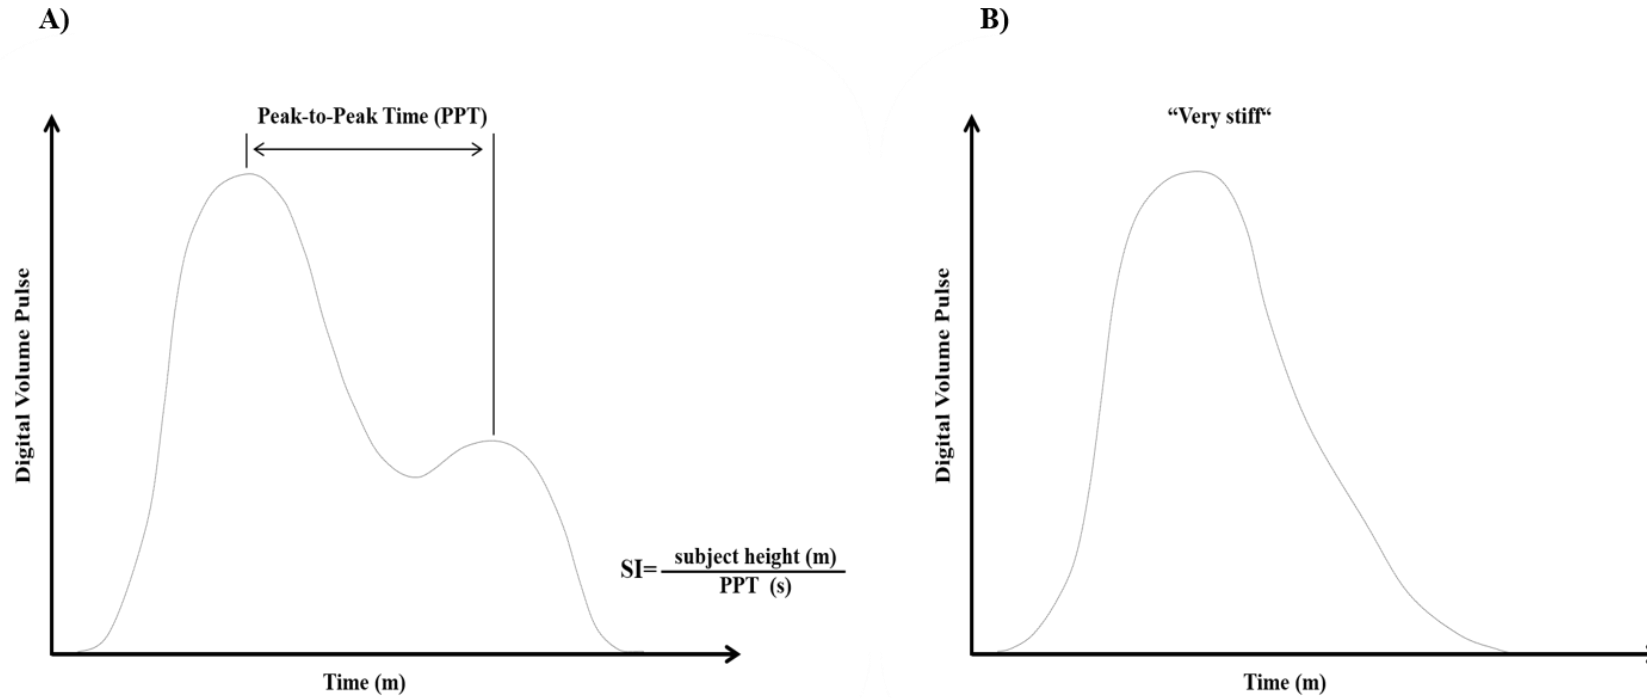 A)
Peak-to-Peak Time (PPT)
Digital Volume Pulse
SI= subject height (m)
PPT (s)
Time (m)
B)
“Very stiff“
Digital Volume Pulse
Time (m)